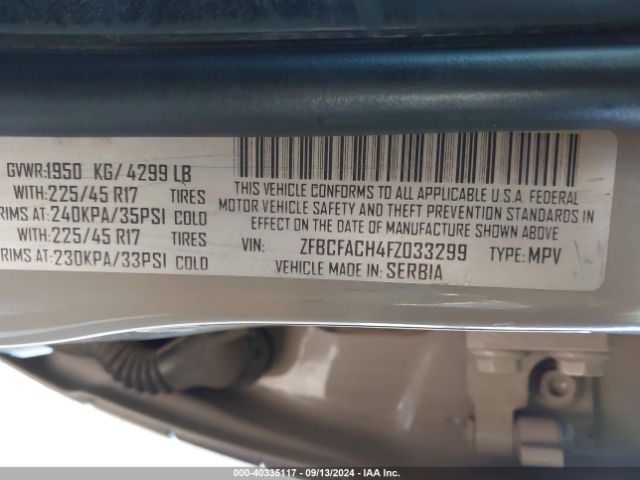 GVWR:1950 KG/ 4299 LB
WITH:225/45 R17 TIRES
RIMS AT:240KPA/35PSI COLD
WITH:225/45 R17 TIRES
RIMS AT:230KPA/33PSI COLD
THIS VEHICLE CONFORMS TO ALL APPLICABLE U.S.A. FEDERAL
MOTOR VEHICLE SAFETY AND THEFT PREVENTION STANDARDS IN
EFFECT ON THE DATE OF MANUFACTURE SHOWN ABOVE
VIN: ZFBCFACH4FZ033299 TYPE: MPV
VEHICLE MADE IN: SERBIA
00-40335117 - 09/13/2024 - IAA Inc.